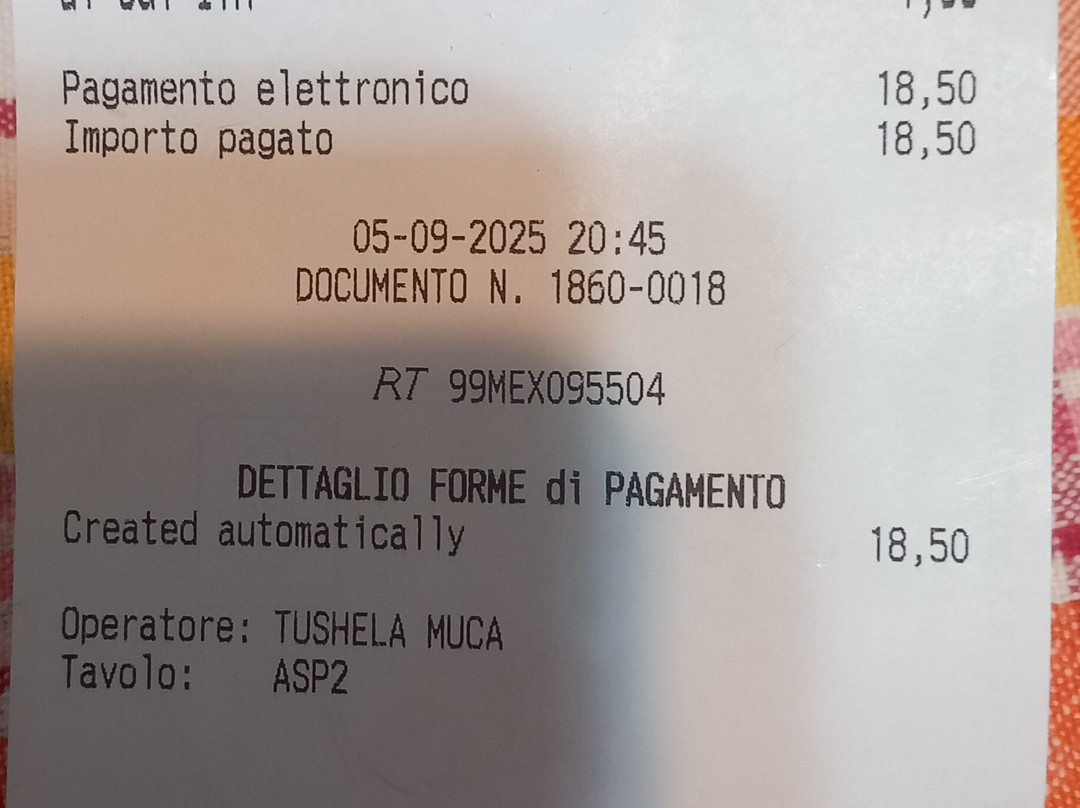 Pagamento elettronico 18,50
Importo pagato 18,50
05-09-2025 20:45
DOCUMENTO N. 1860-0018
RT 99MEX095504
DETTAGLIO FORME di PAGAMENTO
Created automatically 18,50
Operatore: TUSHELA MUCA
Tavolo: ASP2